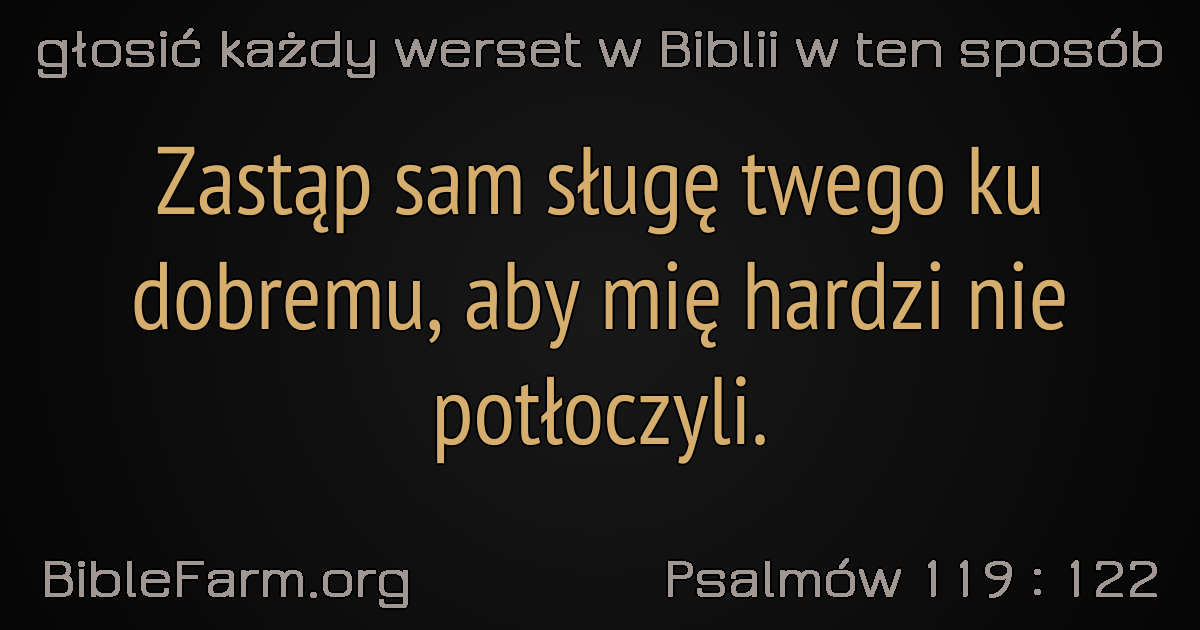 głosić każdy werset w Biblii w ten sposób
Zastąp sam sługę twego ku
dobremu, aby mię hardzi nie
potłoczyli.
BibleFarm.org
Psalmów 119 : 122